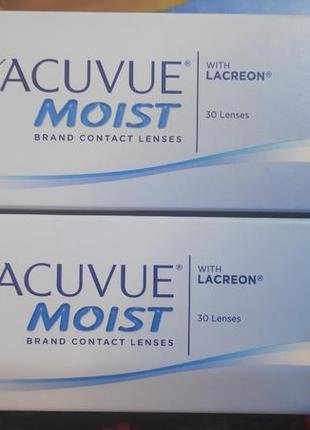 ACUVUE®
MOIST
BRAND CONTACT LENSES
WITH
LACREON®
30 Lenses
ACUVUE®
MOIST
BRAND CONTACT LENSES
WITH
LACREON®
30 Lenses